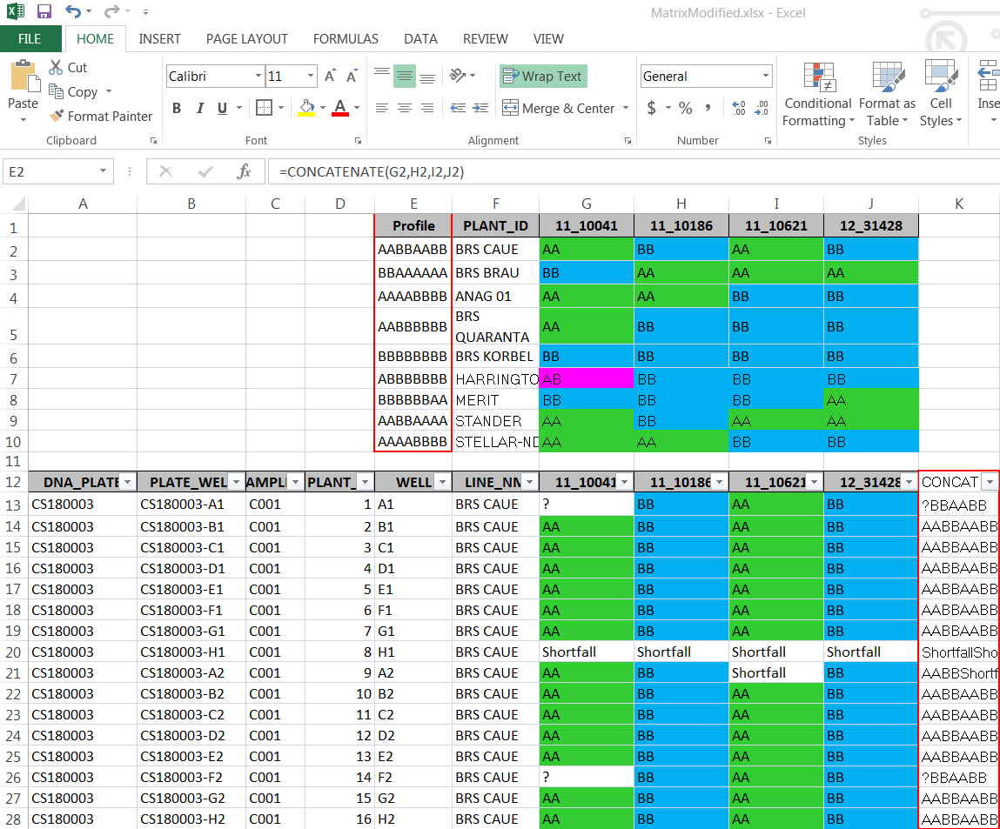 MatrixModified.xlsx - Excel
FILE HOME INSERT PAGE LAYOUT FORMULAS DATA REVIEW VIEW
Paste Cut Calibri 11 Wrap Text General Conditional Formatting Format as Table Cell Styles Inse
Copy
Format Painter B I U A Merge & Center $ % , .00
Clipboard Font Alignment Number Styles
E2 fx =CONCATENATE(G2,H2,I2,J2)
A B C D E F G H I J K
1 Profile PLANT_ID 11_10041 11_10186 11_10621 12_31428
2 AABBAABB BRS CAUE AA BB AA BB
3 BBAAAAAA BRS BRAU BB AA AA AA
4 AAAABBBB ANAG 01 AA AA BB BB
5 AABBBBBB BRS QUARANTA AA BB BB BB
6 BBBBBBBB BRS KORBEL BB BB BB BB
7 ABBBBBBB HARRINGTO AB BB BB BB
8 BBBBBBAA MERIT BB BB BB AA
9 AABBAAAA STANDER AA BB AA AA
10 AAAABBBB STELLAR-ND AA AA BB BB
11
12 DNA_PLATE PLATE_WEL AMPL PLANT_ WELL LINE_NM 11_10041 11_10186 11_10621 12_31428 CONCAT
13 CS180003 CS180003-A1 C001 1 A1 BRS CAUE ? BB AA BB ?BBAABB
14 CS180003 CS180003-B1 C001 2 B1 BRS CAUE AA BB AA BB AABBAABB
15 CS180003 CS180003-C1 C001 3 C1 BRS CAUE AA BB AA BB AABBAABB
16 CS180003 CS180003-D1 C001 4 D1 BRS CAUE AA BB AA BB AABBAABB
17 CS180003 CS180003-E1 C001 5 E1 BRS CAUE AA BB AA BB AABBAABB
18 CS180003 CS180003-F1 C001 6 F1 BRS CAUE AA BB AA BB AABBAABB
19 CS180003 CS180003-G1 C001 7 G1 BRS CAUE AA BB AA BB AABBAABB
20 CS180003 CS180003-H1 C001 8 H1 BRS CAUE Shortfall Shortfall Shortfall Shortfall ShortfallSho
21 CS180003 CS180003-A2 C001 9 A2 BRS CAUE AA BB Shortfall BB AABBShortf
22 CS180003 CS180003-B2 C001 10 B2 BRS CAUE AA BB AA BB AABBAABB
23 CS180003 CS180003-C2 C001 11 C2 BRS CAUE AA BB AA BB AABBAABB
24 CS180003 CS180003-D2 C001 12 D2 BRS CAUE AA BB AA BB AABBAABB
25 CS180003 CS180003-E2 C001 13 E2 BRS CAUE AA BB AA BB AABBAABB
26 CS180003 CS180003-F2 C001 14 F2 BRS CAUE ? BB AA BB ?BBAABB
27 CS180003 CS180003-G2 C001 15 G2 BRS CAUE AA BB AA BB AABBAABB
28 CS180003 CS180003-H2 C001 16 H2 BRS CAUE AA BB AA BB AABBAABB